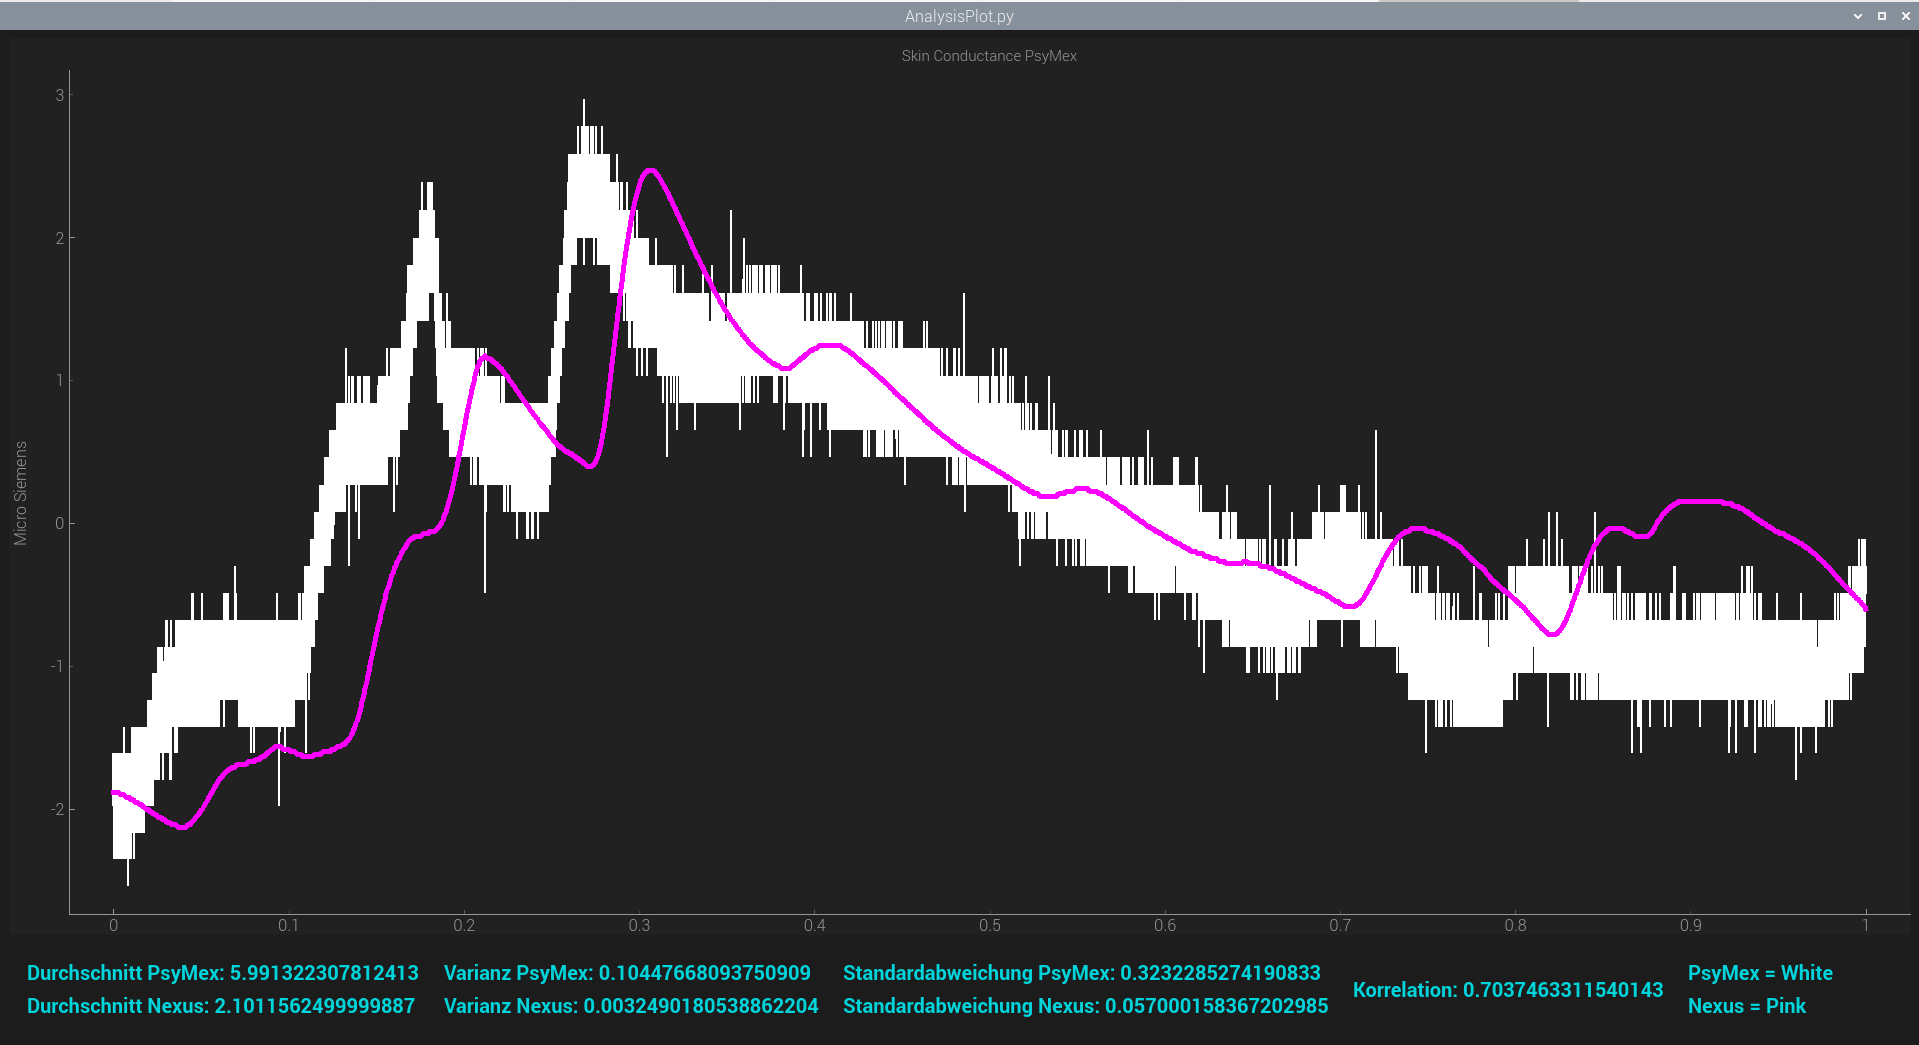 AnalysisPlot.py
Skin Conductance PsyMex
Micro Siemens
3
2
1
0
-1
-2
0 0.1 0.2 0.3 0.4 0.5 0.6 0.7 0.8 0.9 1
Durchschnitt PsyMex: 5.991322307812413 Varianz PsyMex: 0.10447668093750909 Standardabweichung PsyMex: 0.3232285274190833 PsyMex = White
Korrelation: 0.7037463311540143
Durchschnitt Nexus: 2.1011562499999887 Varianz Nexus: 0.0032490180538862204 Standardabweichung Nexus: 0.057000158367202985 Nexus = Pink